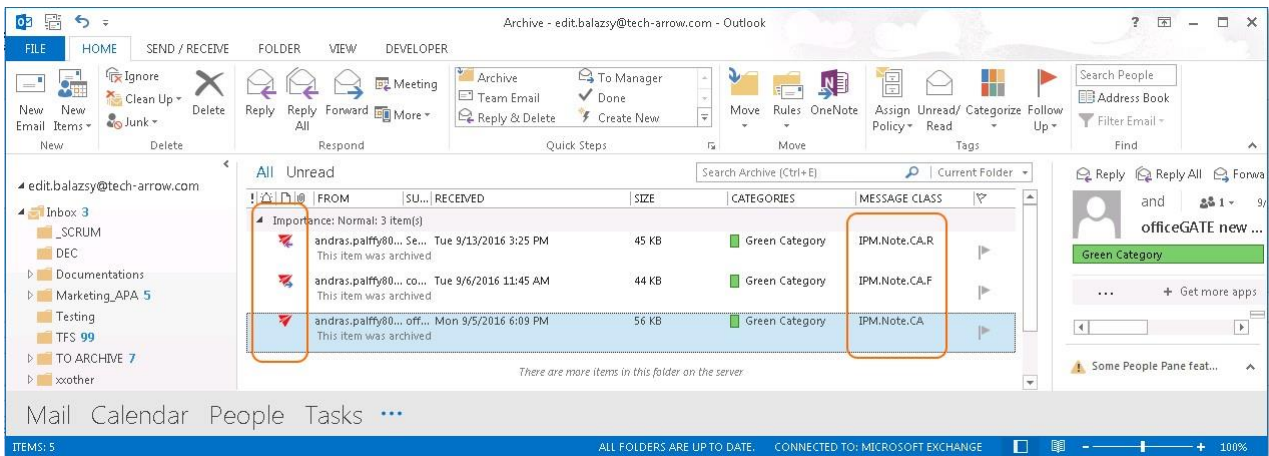 Archive - edit.balazsy@tech-arrow.com - Outlook
FILE HOME SEND / RECEIVE FOLDER VIEW DEVELOPER
New Email
New Items
Ignore
Clean Up
Junk
Delete
Reply
Reply All
Forward
Meeting
More
Archive
Team Email
Reply & Delete
To Manager
Done
Create New
Move
Rules
OneNote
Assign Policy
Unread/ Read
Categorize
Follow Up
Search People
Address Book
Filter Email
New Delete Respond Quick Steps Move Tags Find
edit.balazsy@tech-arrow.com
Inbox 3
_SCRUM
DEC
Documentations
Marketing_APA 5
Testing
TFS 99
TO ARCHIVE 7
xxother
All Unread
Search Archive (Ctrl+E) Current Folder
FROM SU... RECEIVED SIZE CATEGORIES MESSAGE CLASS
Importance: Normal: 3 item(s)
andras.palffy80... Se... Tue 9/13/2016 3:25 PM 45 KB Green Category IPM.Note.CA.R
This item was archived
andras.palffy80... co... Tue 9/6/2016 11:45 AM 44 KB Green Category IPM.Note.CA.F
This item was archived
andras.palffy80... off... Mon 9/5/2016 6:09 PM 56 KB Green Category IPM.Note.CA
This item was archived
There are more items in this folder on the server
Reply Reply All Forwa
and 1 9/
officeGATE new ...
Green Category
... + Get more apps
Some People Pane feat...
Mail Calendar People Tasks ...
ITEMS: 5 ALL FOLDERS ARE UP TO DATE. CONNECTED TO: MICROSOFT EXCHANGE 100%